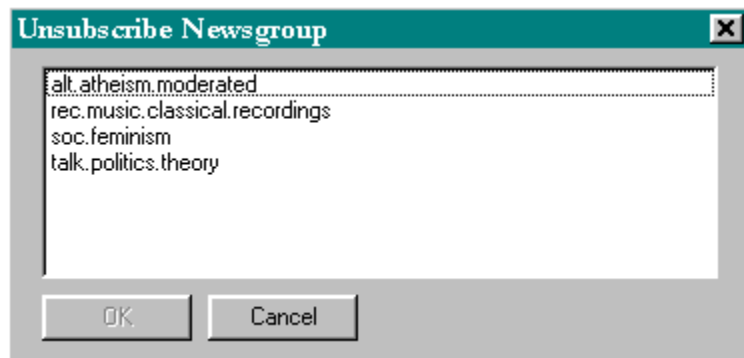 Unsubscribe Newsgroup
alt.atheism.moderated
rec.music.classical.recordings
soc.feminism
talk.politics.theory
OK Cancel